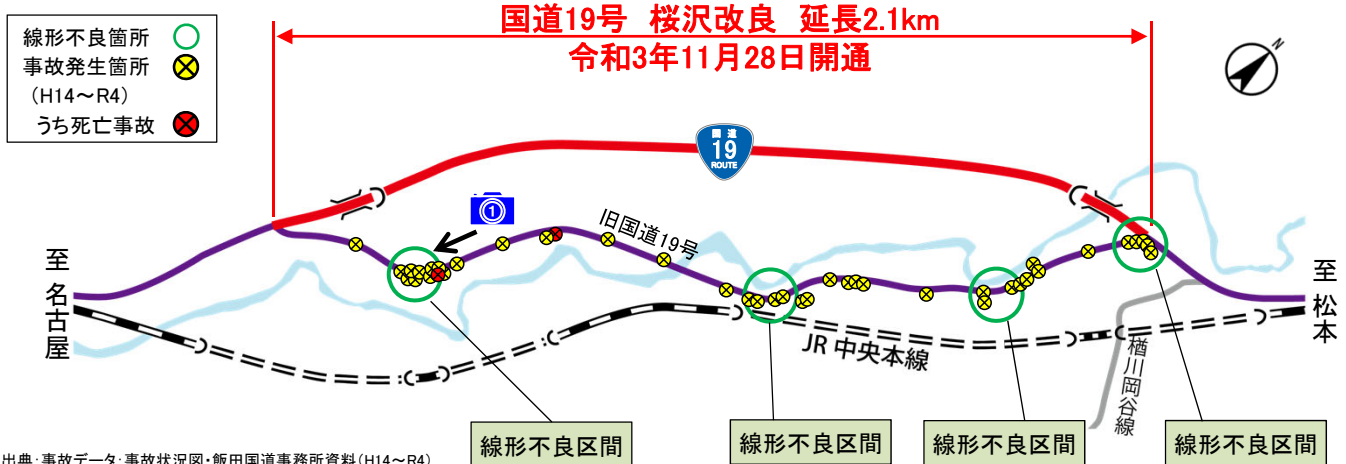 国道19号 桜沢改良 延長2.1km
令和3年11月28日開通
線形不良箇所
事故発生箇所
(H14～R4)
うち死亡事故
N
国道
19
ROUTE
①
旧国道19号
至名古屋
至松本
JR 中央本線
楢川岡谷線
線形不良区間
線形不良区間
線形不良区間
線形不良区間
出典:事故データ:事故状況図・飯田国道事務所資料(H14～R4)